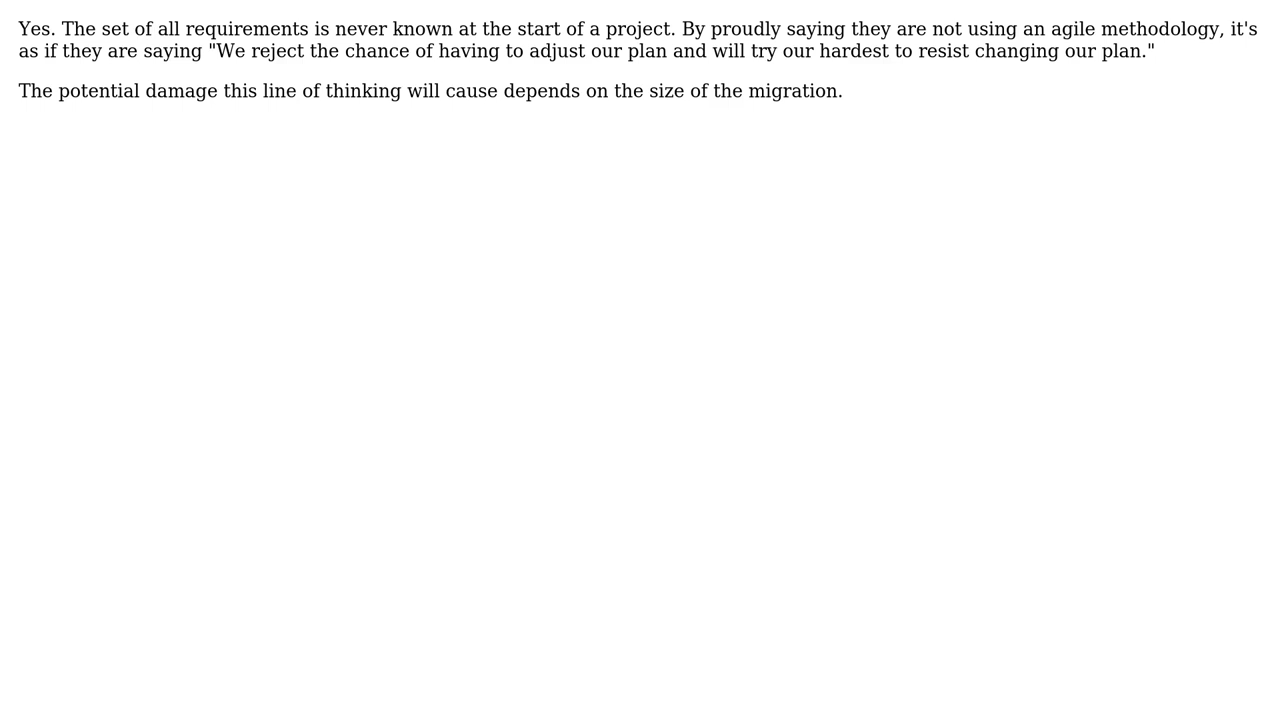 Yes. The set of all requirements is never known at the start of a project. By proudly saying they are not using an agile methodology, it's
as if they are saying "We reject the chance of having to adjust our plan and will try our hardest to resist changing our plan."
The potential damage this line of thinking will cause depends on the size of the migration.